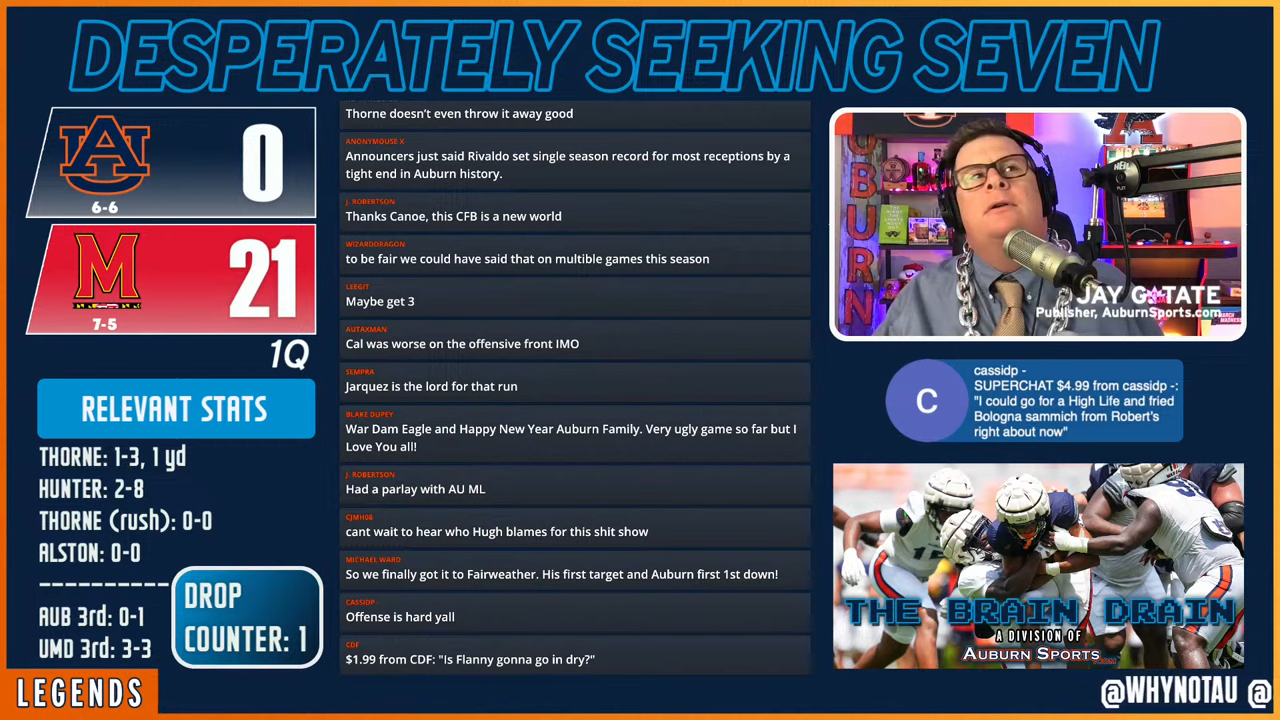 DESPERATELY SEEKING SEVEN
0
6-6
21
7-5
1Q
RELEVANT STATS
THORNE: 1-3, 1 yd
HUNTER: 2-8
THORNE (rush): 0-0
ALSTON: 0-0
----------
AUB 3rd: 0-1
UMD 3rd: 3-3
DROP
COUNTER: 1
LEGENDS
Thorne doesn't even throw it away good
ANONYMOUSE X
Announcers just said Rivaldo set single season record for most receptions by a
tight end in Auburn history.
J. ROBERTSON
Thanks Canoe, this CFB is a new world
WIZARDORAGON
to be fair we could have said that on multible games this season
LEEGIT
Maybe get 3
AUTAXMAN
Cal was worse on the offensive front IMO
SEMPRA
Jarquez is the lord for that run
BLAKE DUPEY
War Dam Eagle and Happy New Year Auburn Family. Very ugly game so far but I
Love You all!
J. ROBERTSON
Had a parlay with AU ML
CJMH08
cant wait to hear who Hugh blames for this shit show
MICHAEL WARD
So we finally got it to Fairweather. His first target and Auburn first 1st down!
CASSIDP
Offense is hard yall
CDF
$1.99 from CDF: "Is Flanny gonna go in dry?"
JAY G. TATE
Publisher, AuburnSports.com
C
cassidp -
SUPERCHAT $4.99 from cassidp -:
"I could go for a High Life and fried
Bologna sammich from Robert's
right about now"
THE BRAIN DRAIN
A DIVISION OF
AUBURN SPORTS
@WHYNOTAU @